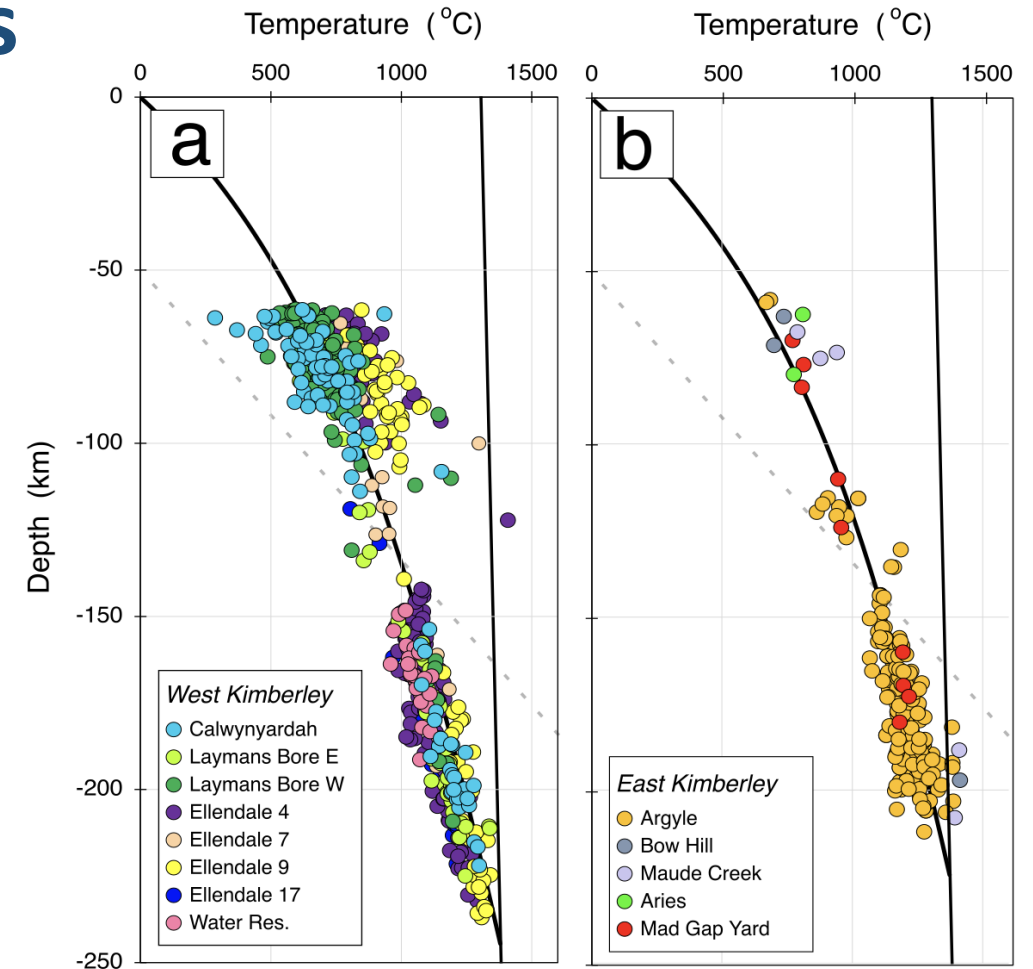 s
Temperature (°C)
0 500 1000 1500
0
-50
-100
-150
-200
-250
Depth (km)
a
West Kimberley
Calwynyardah
Laymans Bore E
Laymans Bore W
Ellendale 4
Ellendale 7
Ellendale 9
Ellendale 17
Water Res.
Temperature (°C)
0 500 1000 1500
b
East Kimberley
Argyle
Bow Hill
Maude Creek
Aries
Mad Gap Yard